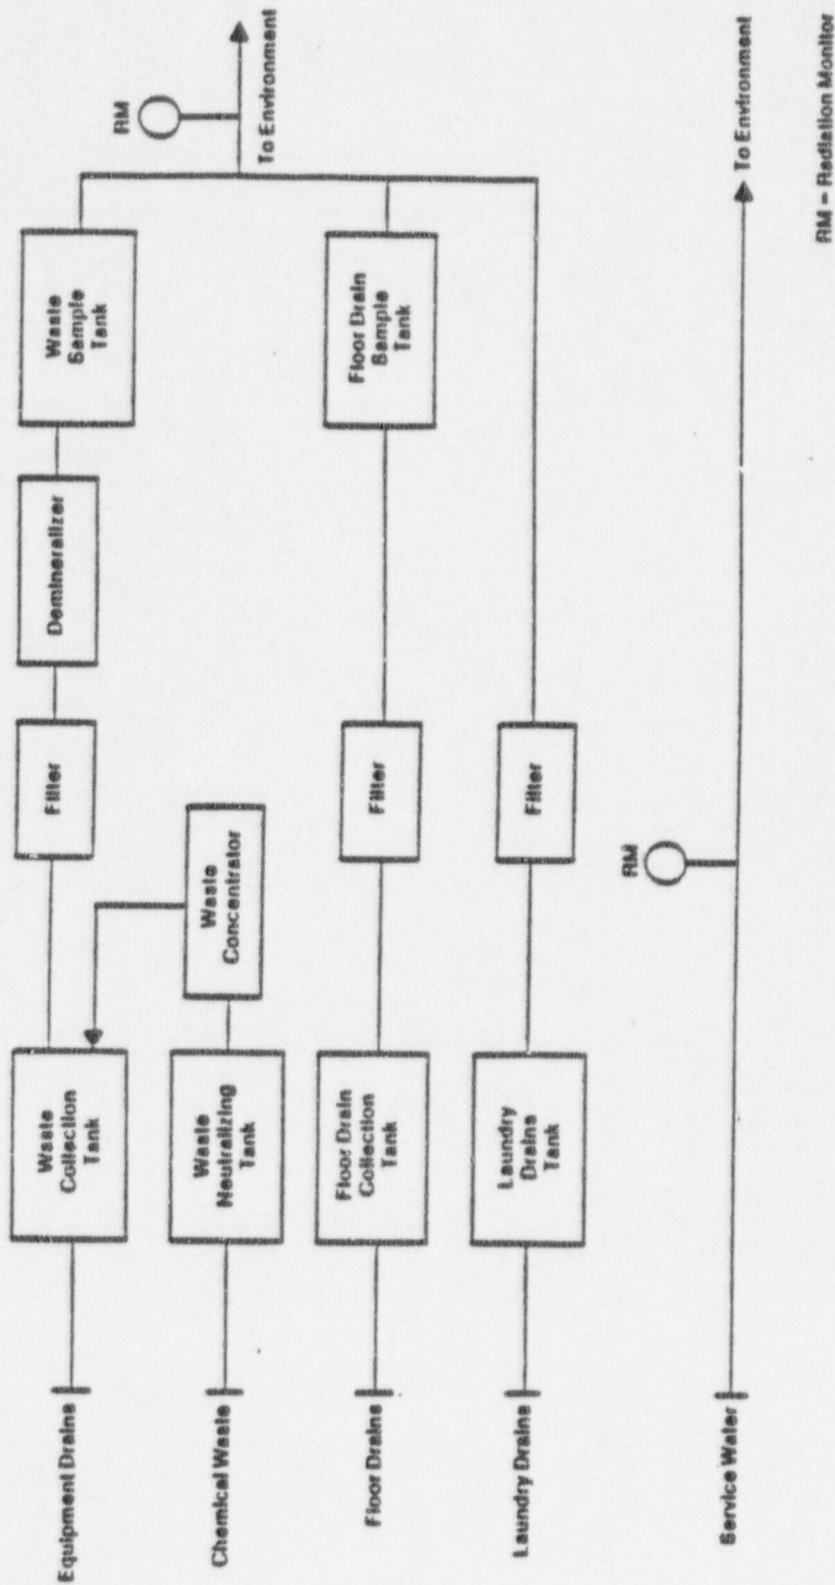 Equipment Drains
Waste
Collection
Tank
Filter
Demineralizer
Waste
Sample
Tank
Chemical Waste
Waste
Neutralizing
Tank
Waste
Concentrator
RM
To Environment
Floor Drains
Floor Drain
Collection
Tank
Filter
Floor Drain
Sample
Tank
Laundry Drains
Laundry
Drains
Tank
Filter
Service Water
RM
To Environment
RM – Radiation Monitor